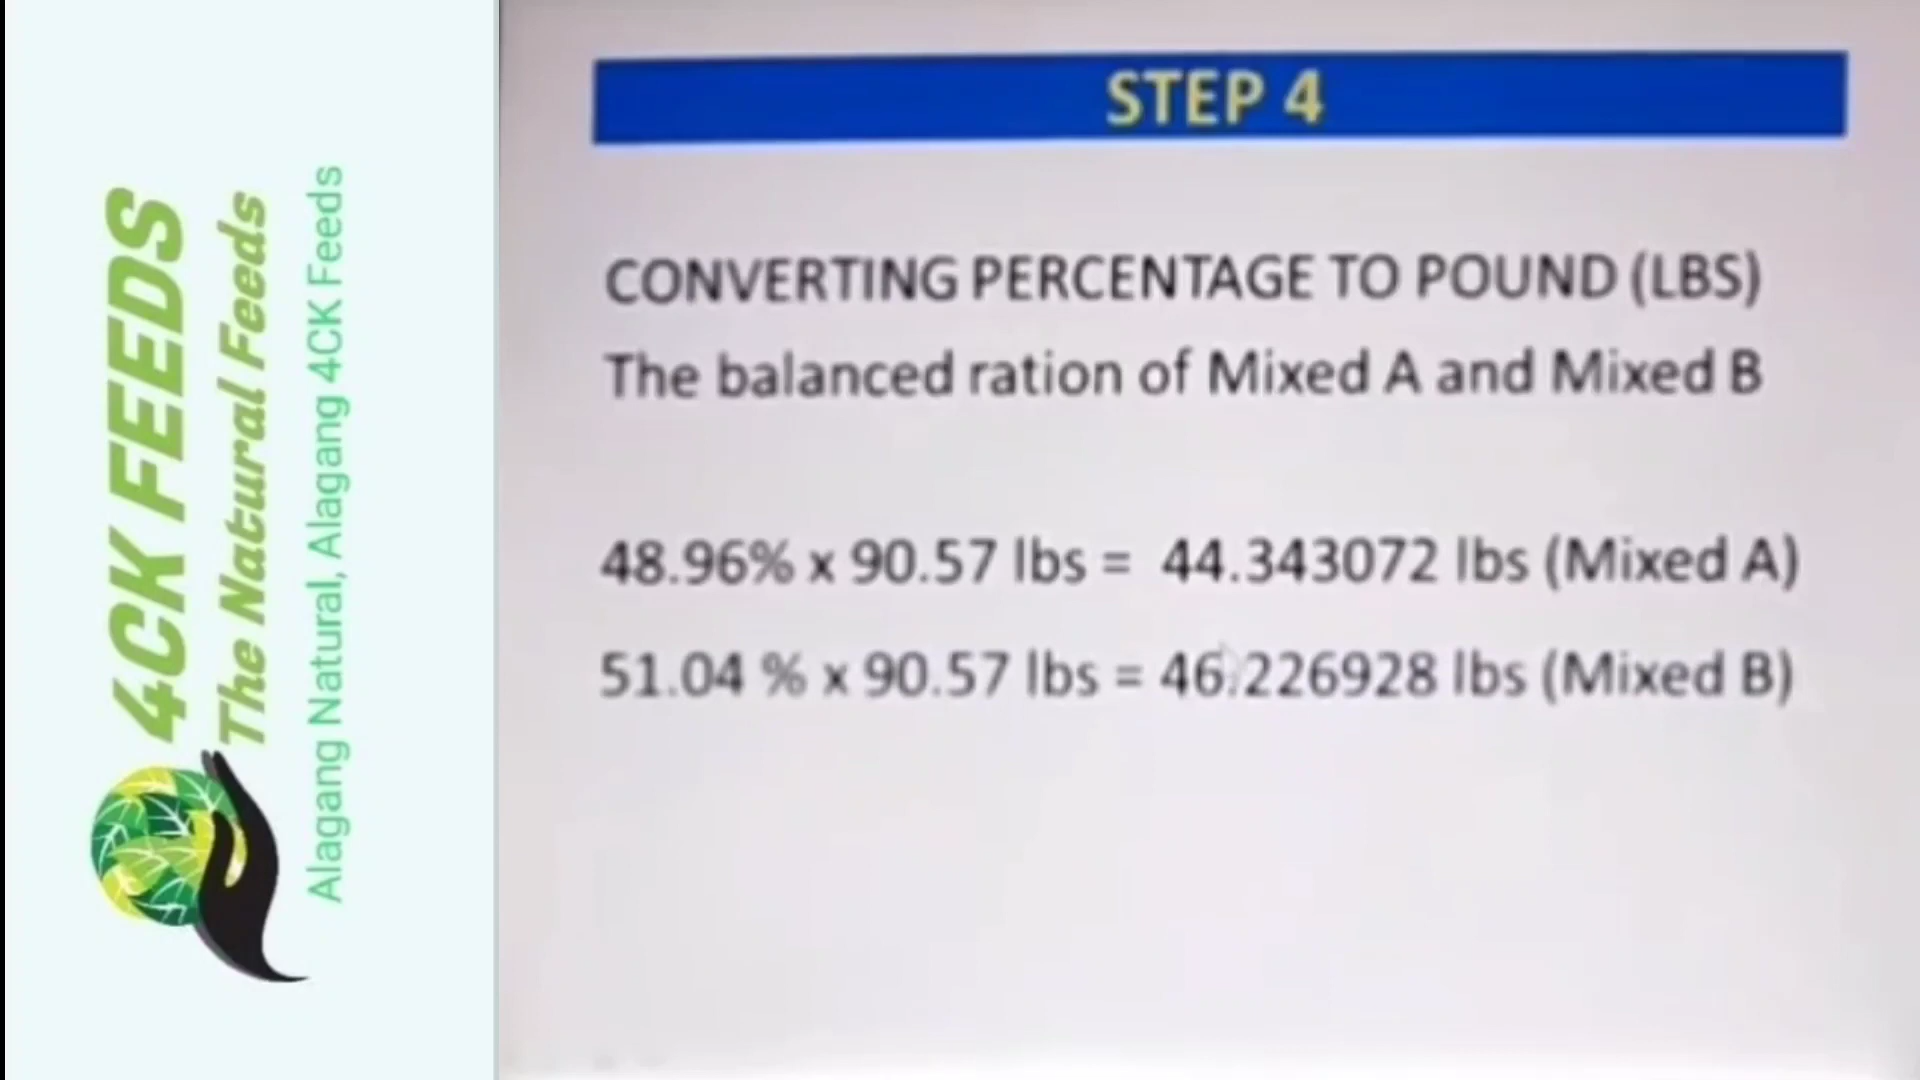 4CK FEEDS
The Natural Feeds
Alagang Natural, Alagang 4CK Feeds
STEP 4
CONVERTING PERCENTAGE TO POUND (LBS)
The balanced ration of Mixed A and Mixed B
48.96% x 90.57 lbs = 44.343072 lbs (Mixed A)
51.04 % x 90.57 lbs = 46.226928 lbs (Mixed B)